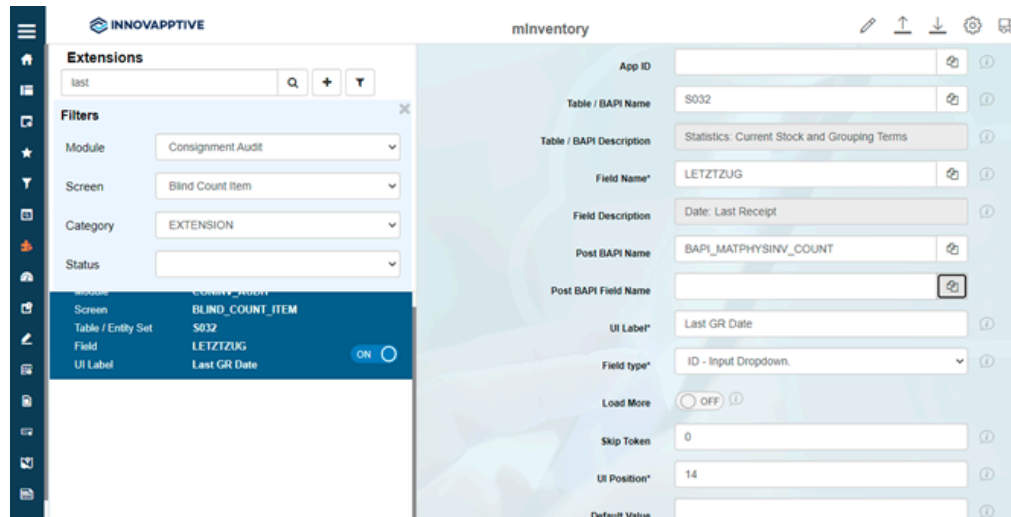 INNOVAPPTIVE
mInventory
Extensions
last
Filters
Module Consignment Audit
Screen Blind Count Item
Category EXTENSION
Status
Module CONINV_AUDIT
Screen BLIND_COUNT_ITEM
Table / Entity Set S032
Field LETZTZUG
UI Label Last GR Date
ON
App ID
Table / BAPI Name S032
Table / BAPI Description Statistics: Current Stock and Grouping Terms
Field Name* LETZTZUG
Field Description Date: Last Receipt
Post BAPI Name BAPI_MATPHYSINV_COUNT
Post BAPI Field Name
UI Label* Last GR Date
Field type* ID - Input Dropdown.
Load More OFF
Skip Token 0
UI Position* 14
Default Value